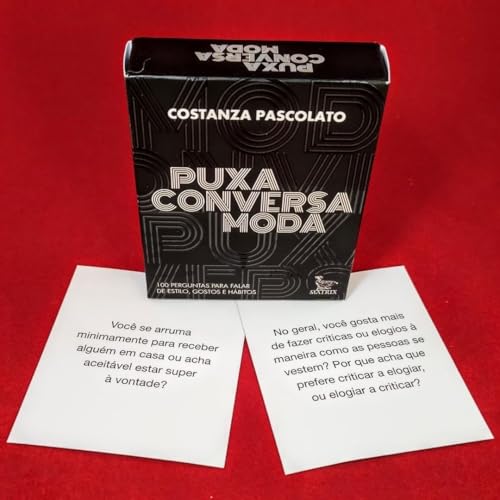 PUXA
CONVERSA
MODA
COSTANZA PASCOLATO
PUXA
CONVERSA
MODA
100 PERGUNTAS PARA FALAR
DE ESTILO, GOSTOS E HÁBITOS
MATRIX
Você se arruma
minimamente para receber
alguém em casa ou acha
aceitável estar super
à vontade?
No geral, você gosta mais
de fazer críticas ou elogios à
maneira como as pessoas se
vestem? Por que acha que
prefere criticar a elogiar,
ou elogiar a criticar?